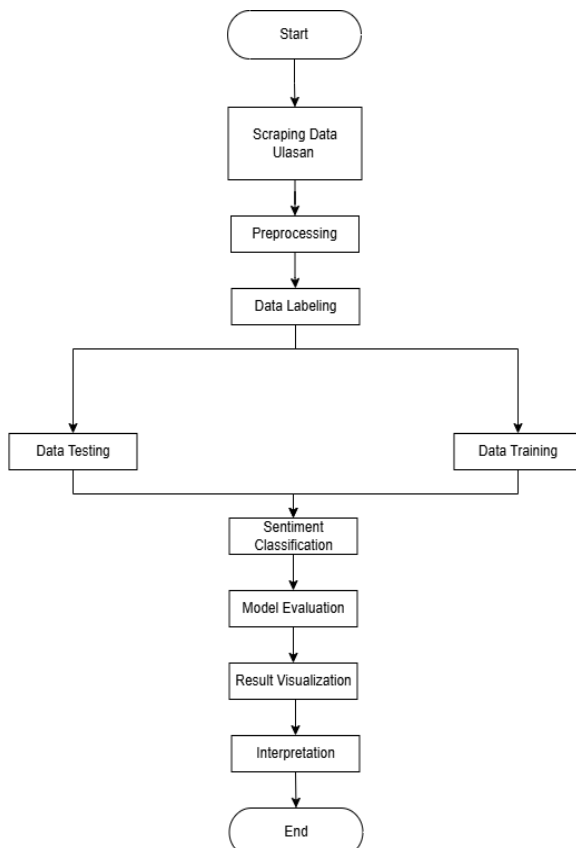 Start
Scraping Data
Ulasan
Preprocessing
Data Labeling
Data Testing
Data Training
Sentiment
Classification
Model Evaluation
Result Visualization
Interpretation
End